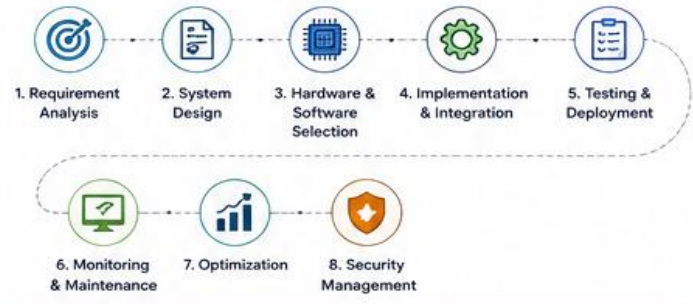 1. Requirement
Analysis
2. System
Design
3. Hardware &
Software
Selection
4. Implementation
& Integration
5. Testing &
Deployment
6. Monitoring
& Maintenance
7. Optimization
8. Security
Management